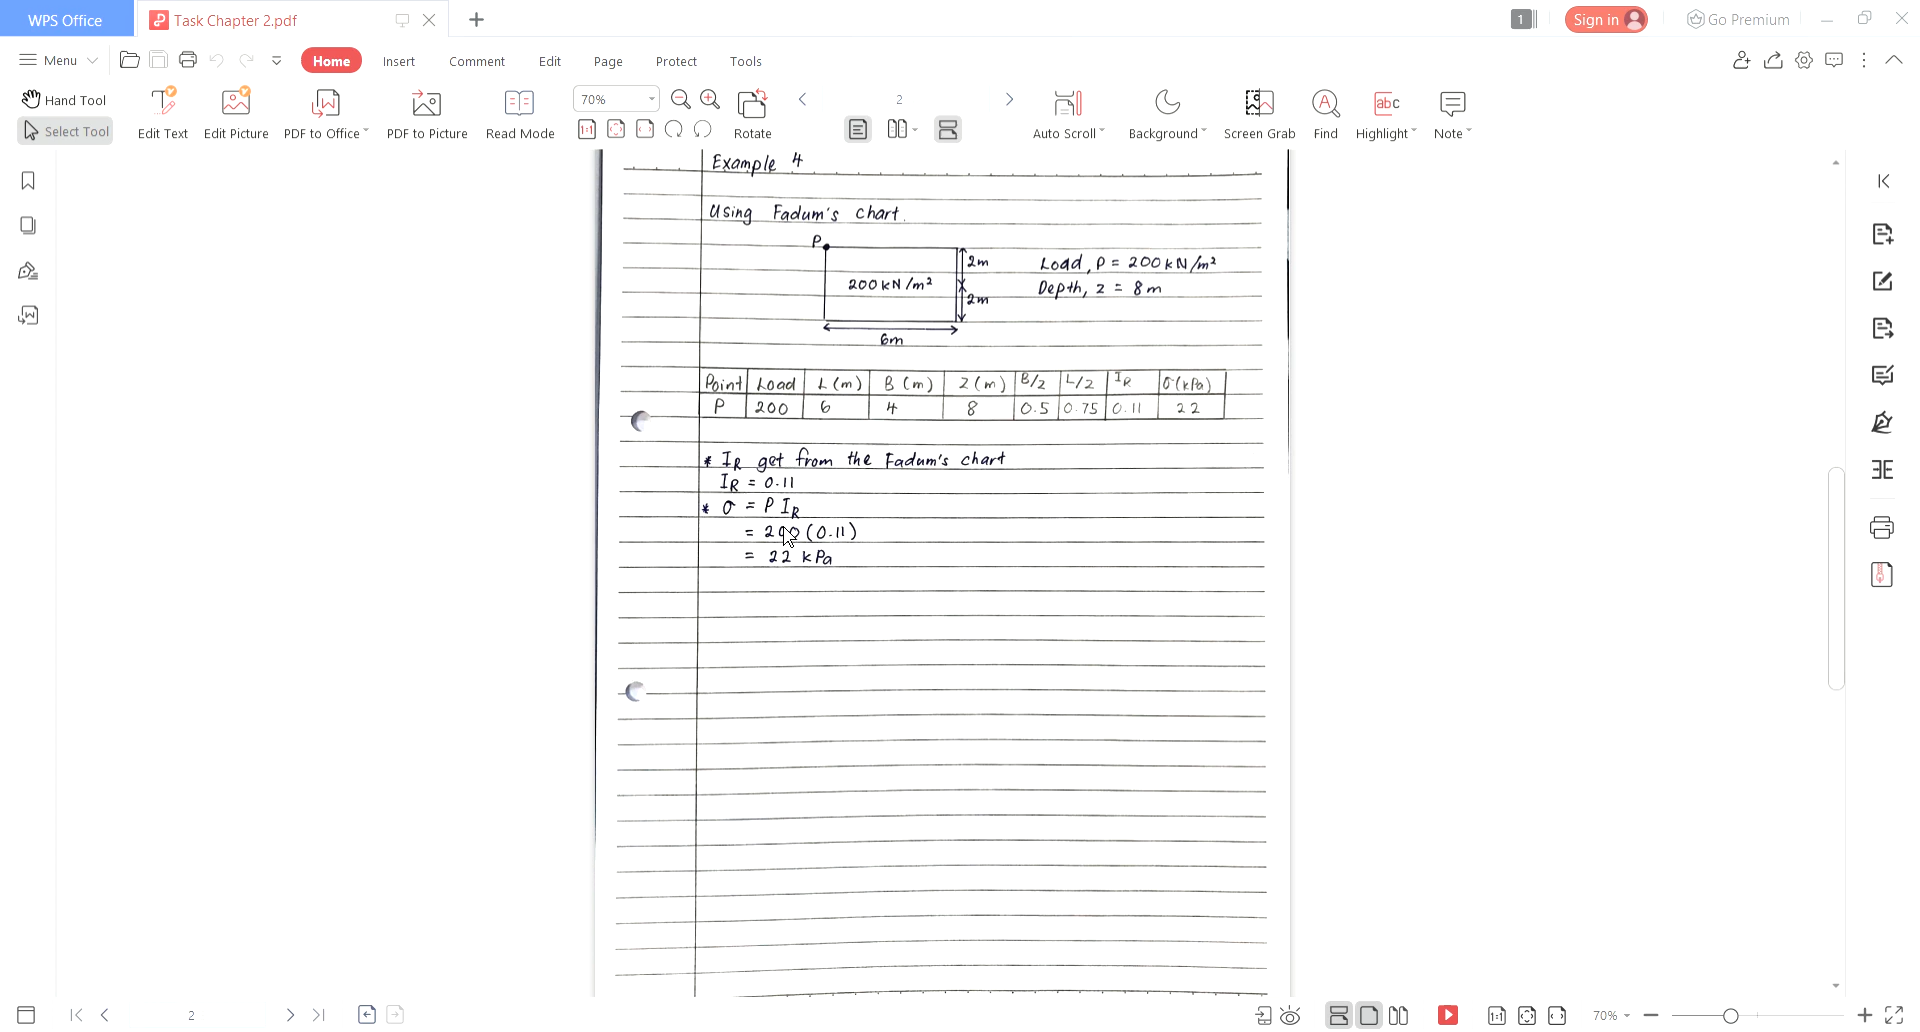 WPS Office
Task Chapter 2.pdf
1
Sign in
Go Premium
Menu
Home
Insert
Comment
Edit
Page
Protect
Tools
Hand Tool
Select Tool
Edit Text
Edit Picture
PDF to Office
PDF to Picture
Read Mode
70%
Rotate
2
Auto Scroll
Background
Screen Grab
Find
Highlight
Note
Example 4
Using Fadum's chart.
P
2m
200 kN/m²
2m
6m
Load, P = 200 kN/m²
Depth, z = 8 m
Point Load L (m) B (m) Z (m) B/z L/z IR σ (kPa)
P 200 6 4 8 0.5 0.75 0.11 22
* IR get from the Fadum's chart
IR = 0.11
* σ = P IR
= 200 (0.11)
= 22 kPa
2
70%